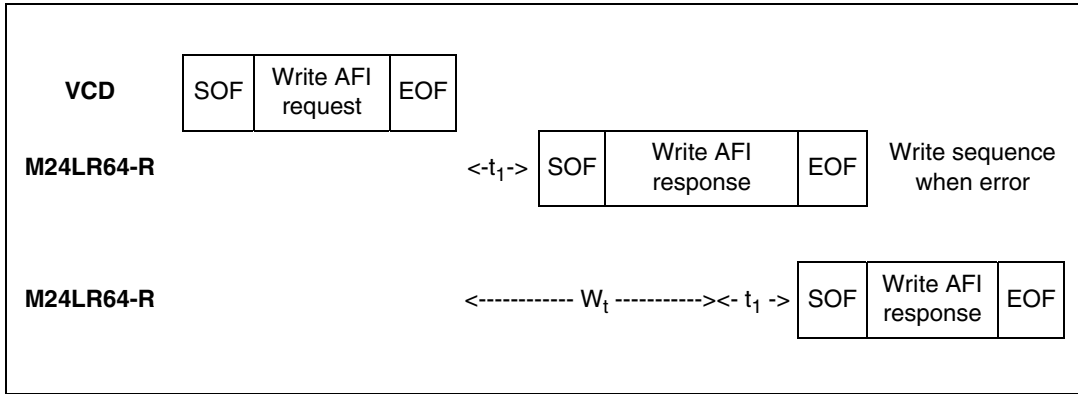 VCD SOF Write AFI request EOF
M24LR64-R <-t1-> SOF Write AFI response EOF Write sequence when error
M24LR64-R <------------ Wt -----------><- t1 -> SOF Write AFI response EOF